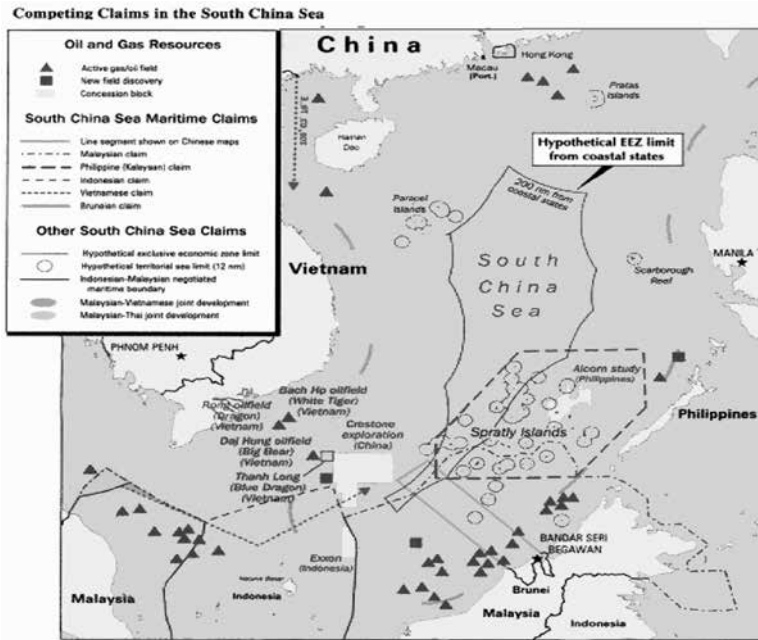 Competing Claims in the South China Sea
Oil and Gas Resources
Active gas/oil field
New field discovery
Concession block
South China Sea Maritime Claims
Line segment shown on Chinese maps
Malaysian claim
Philippine (Kalaysan) claim
Indonesian claim
Vietnamese claim
Bruneian claim
Other South China Sea Claims
Hypothetical exclusive economic zone limit
Hypothetical territorial sea limit (12 nm)
Indonesian-Malaysian negotiated
maritime boundary
Malaysian-Vietnamese joint development
Malaysian-Thai joint development
China
Hong Kong
Macau
(Port.)
Pratas
Islands
Hainan
Dao
Hypothetical EEZ limit
from coastal states
200 nm from
coastal states
Paracel
Islands
Vietnam
South
China
Sea
MANILA
Scarborough
Reef
PHNOM PENH
Alcorn study
(Philippines)
Philippines
Bach Ho oilfield
(White Tiger)
(Vietnam)
Rong oilfield
(Dragon)
(Vietnam)
Crestone
exploration
(China)
Spratly Islands
Daj Hung oilfield
(Big Bear)
(Vietnam)
Thanh Long
(Blue Dragon)
(Vietnam)
BANDAR SERI
BEGAWAN
Exxon
(Indonesia)
Malaysia
Indonesia
Brunei
Malaysia
Indonesia